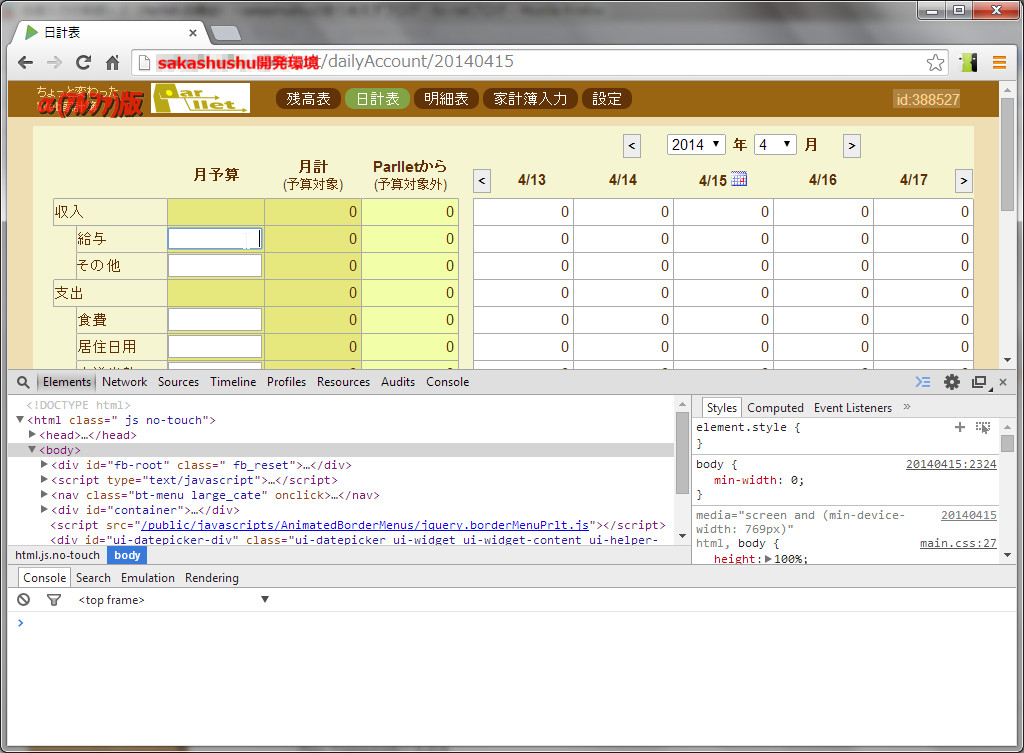 日計表
sakashushu開発環境/dailyAccount/20140415
ちょっと変わった
α(アルファ)版
Par
llet
残高表 日計表 明細表 家計簿入力 設定
id:388527
< 2014 年 4 月 >
月予算 月計 Parlletから
(予算対象) (予算対象外)
< 4/13 4/14 4/15 4/16 4/17 >
収入 0 0 0 0 0 0 0
給与 0 0 0 0 0 0 0
その他 0 0 0 0 0 0 0
支出 0 0 0 0 0 0 0
食費 0 0 0 0 0 0 0
居住日用 0 0 0 0 0 0 0
Elements Network Sources Timeline Profiles Resources Audits Console
<!DOCTYPE html>
▼<html class=" js no-touch">
▶<head>…</head>
▼<body>
▶<div id="fb-root" class=" fb_reset">…</div>
▶<script type="text/javascript">…</script>
▶<nav class="bt-menu large_cate" onclick>…</nav>
▶<div id="container">…</div>
<script src="/public/javascripts/AnimatedBorderMenus/jquery.borderMenuPrlt.js"></script>
<div id="ui-datepicker-div" class="ui-datepicker ui-widget ui-widget-content ui-helper-
html.js.no-touch body
Styles Computed Event Listeners »
element.style {
}
body { 20140415:2324
min-width: 0;
}
media="screen and (min-device- 20140415
width: 769px)"
html, body { main.css:27
height:▶100%;
Console Search Emulation Rendering
<top frame> ▼
>